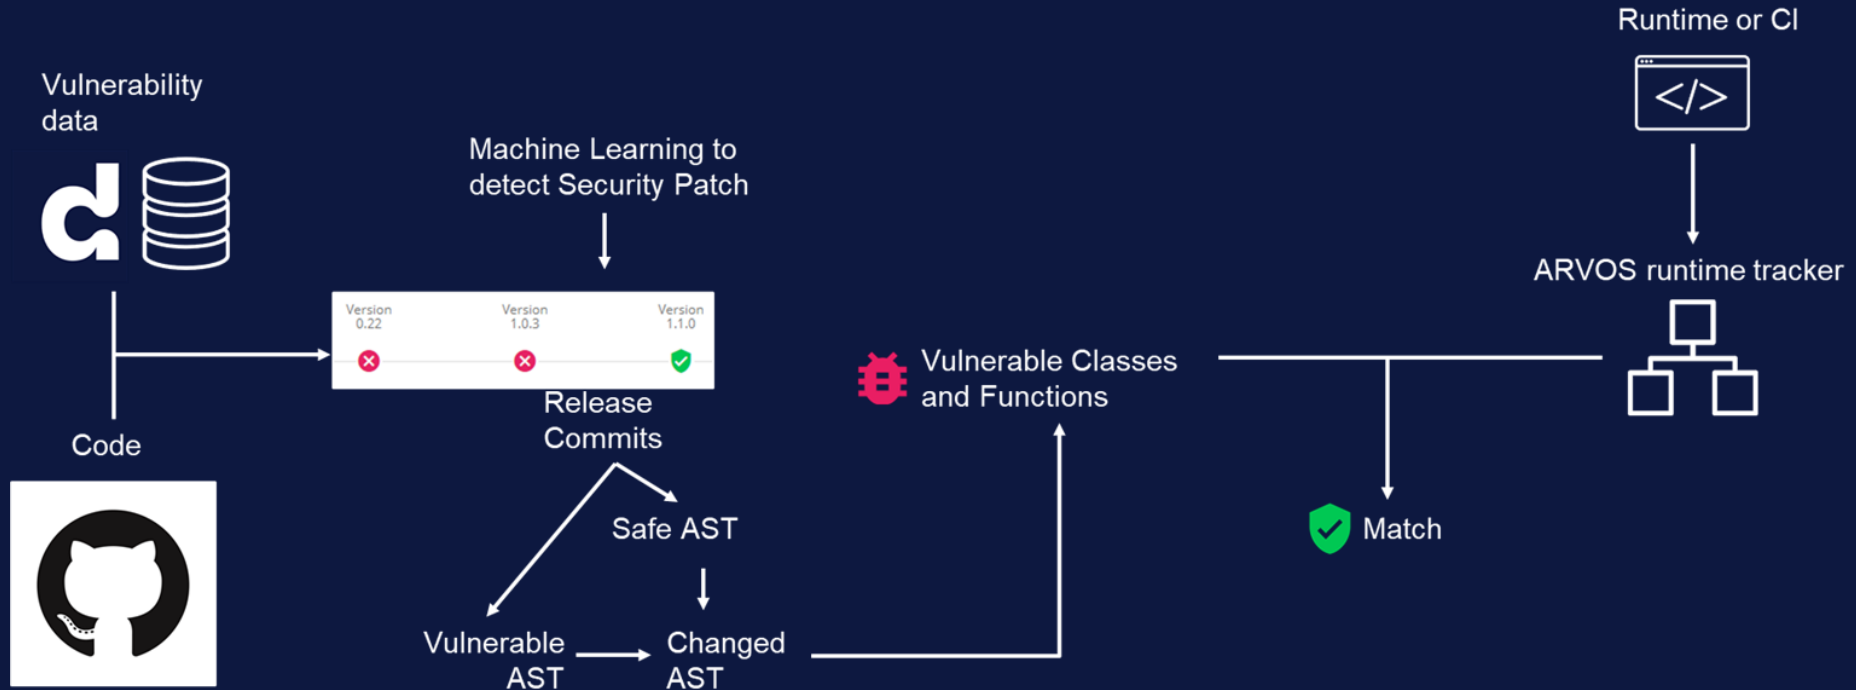 Runtime or CI
</>
Vulnerability
data
Machine Learning to
detect Security Patch
ARVOS runtime tracker
Version
0.22
Version
1.0.3
Version
1.1.0
Vulnerable Classes
and Functions
Release
Commits
Code
Safe AST
Match
Vulnerable
AST
Changed
AST